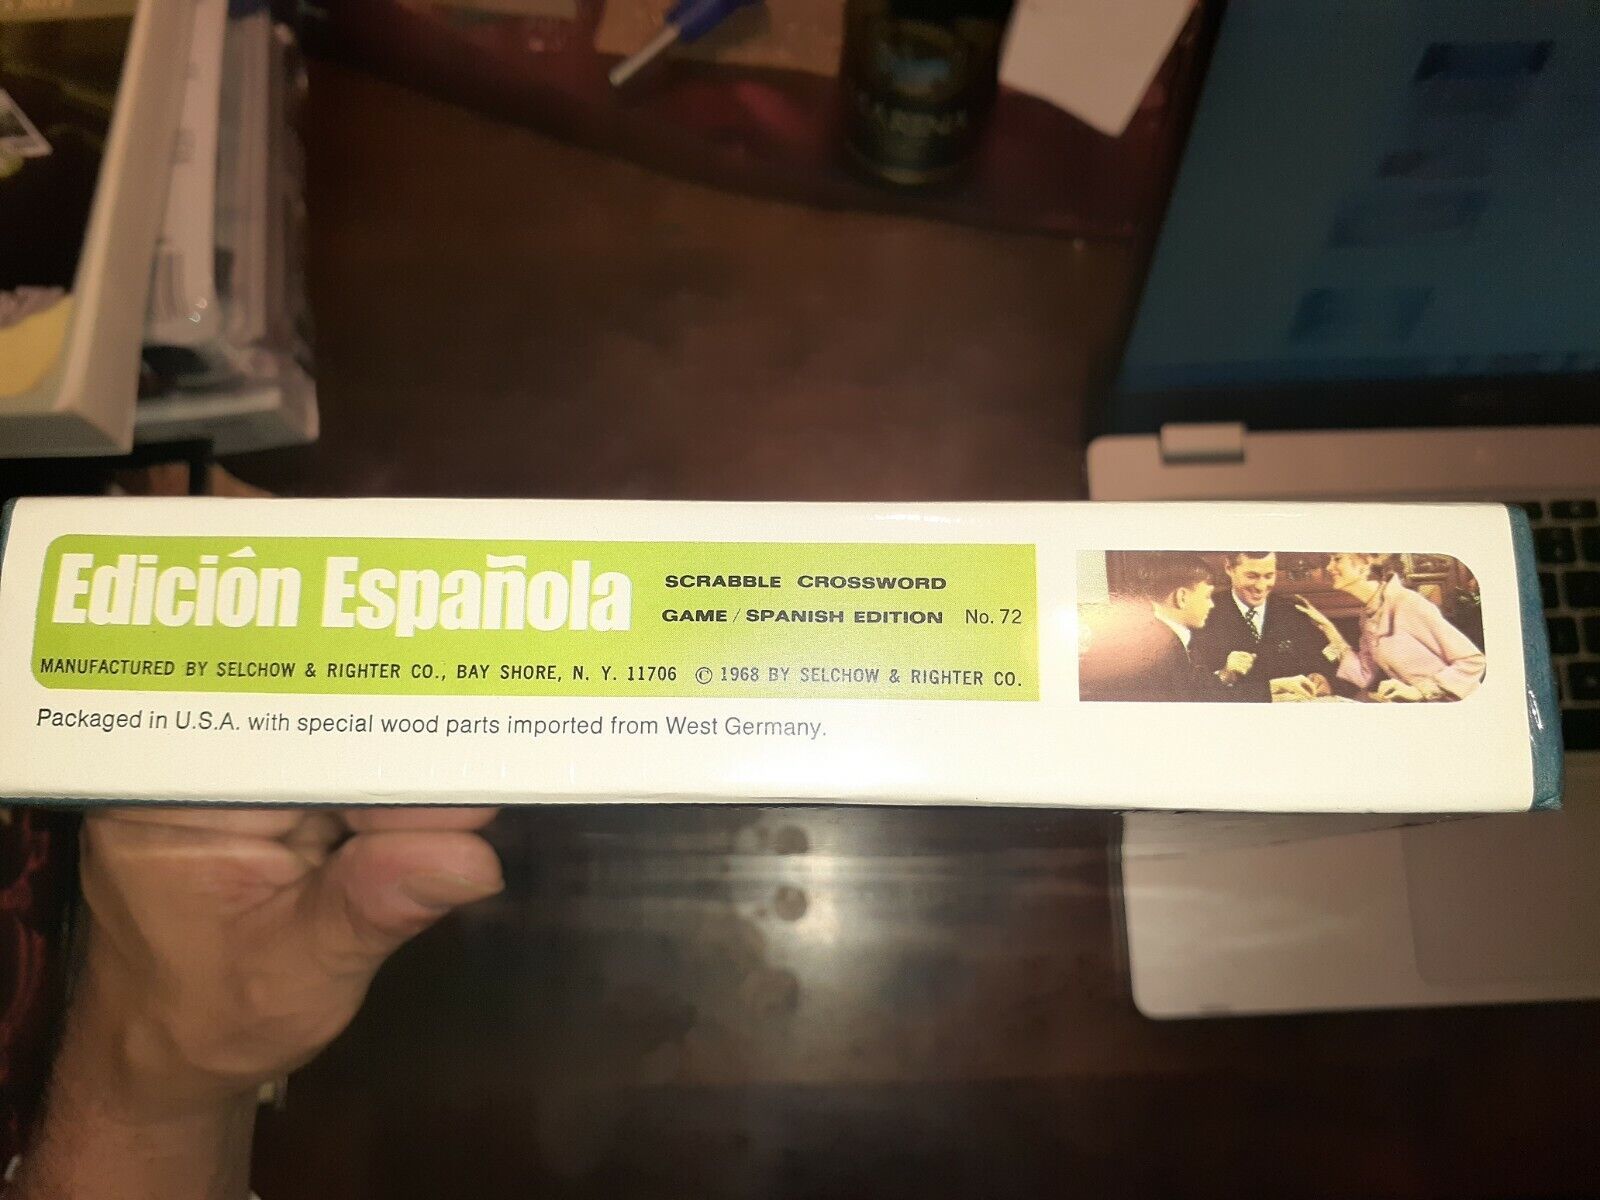 Edición Española
SCRABBLE CROSSWORD
GAME / SPANISH EDITION No. 72
MANUFACTURED BY SELCHOW & RIGHTER CO., BAY SHORE, N. Y. 11706 © 1968 BY SELCHOW & RIGHTER CO.
Packaged in U.S.A. with special wood parts imported from West Germany.